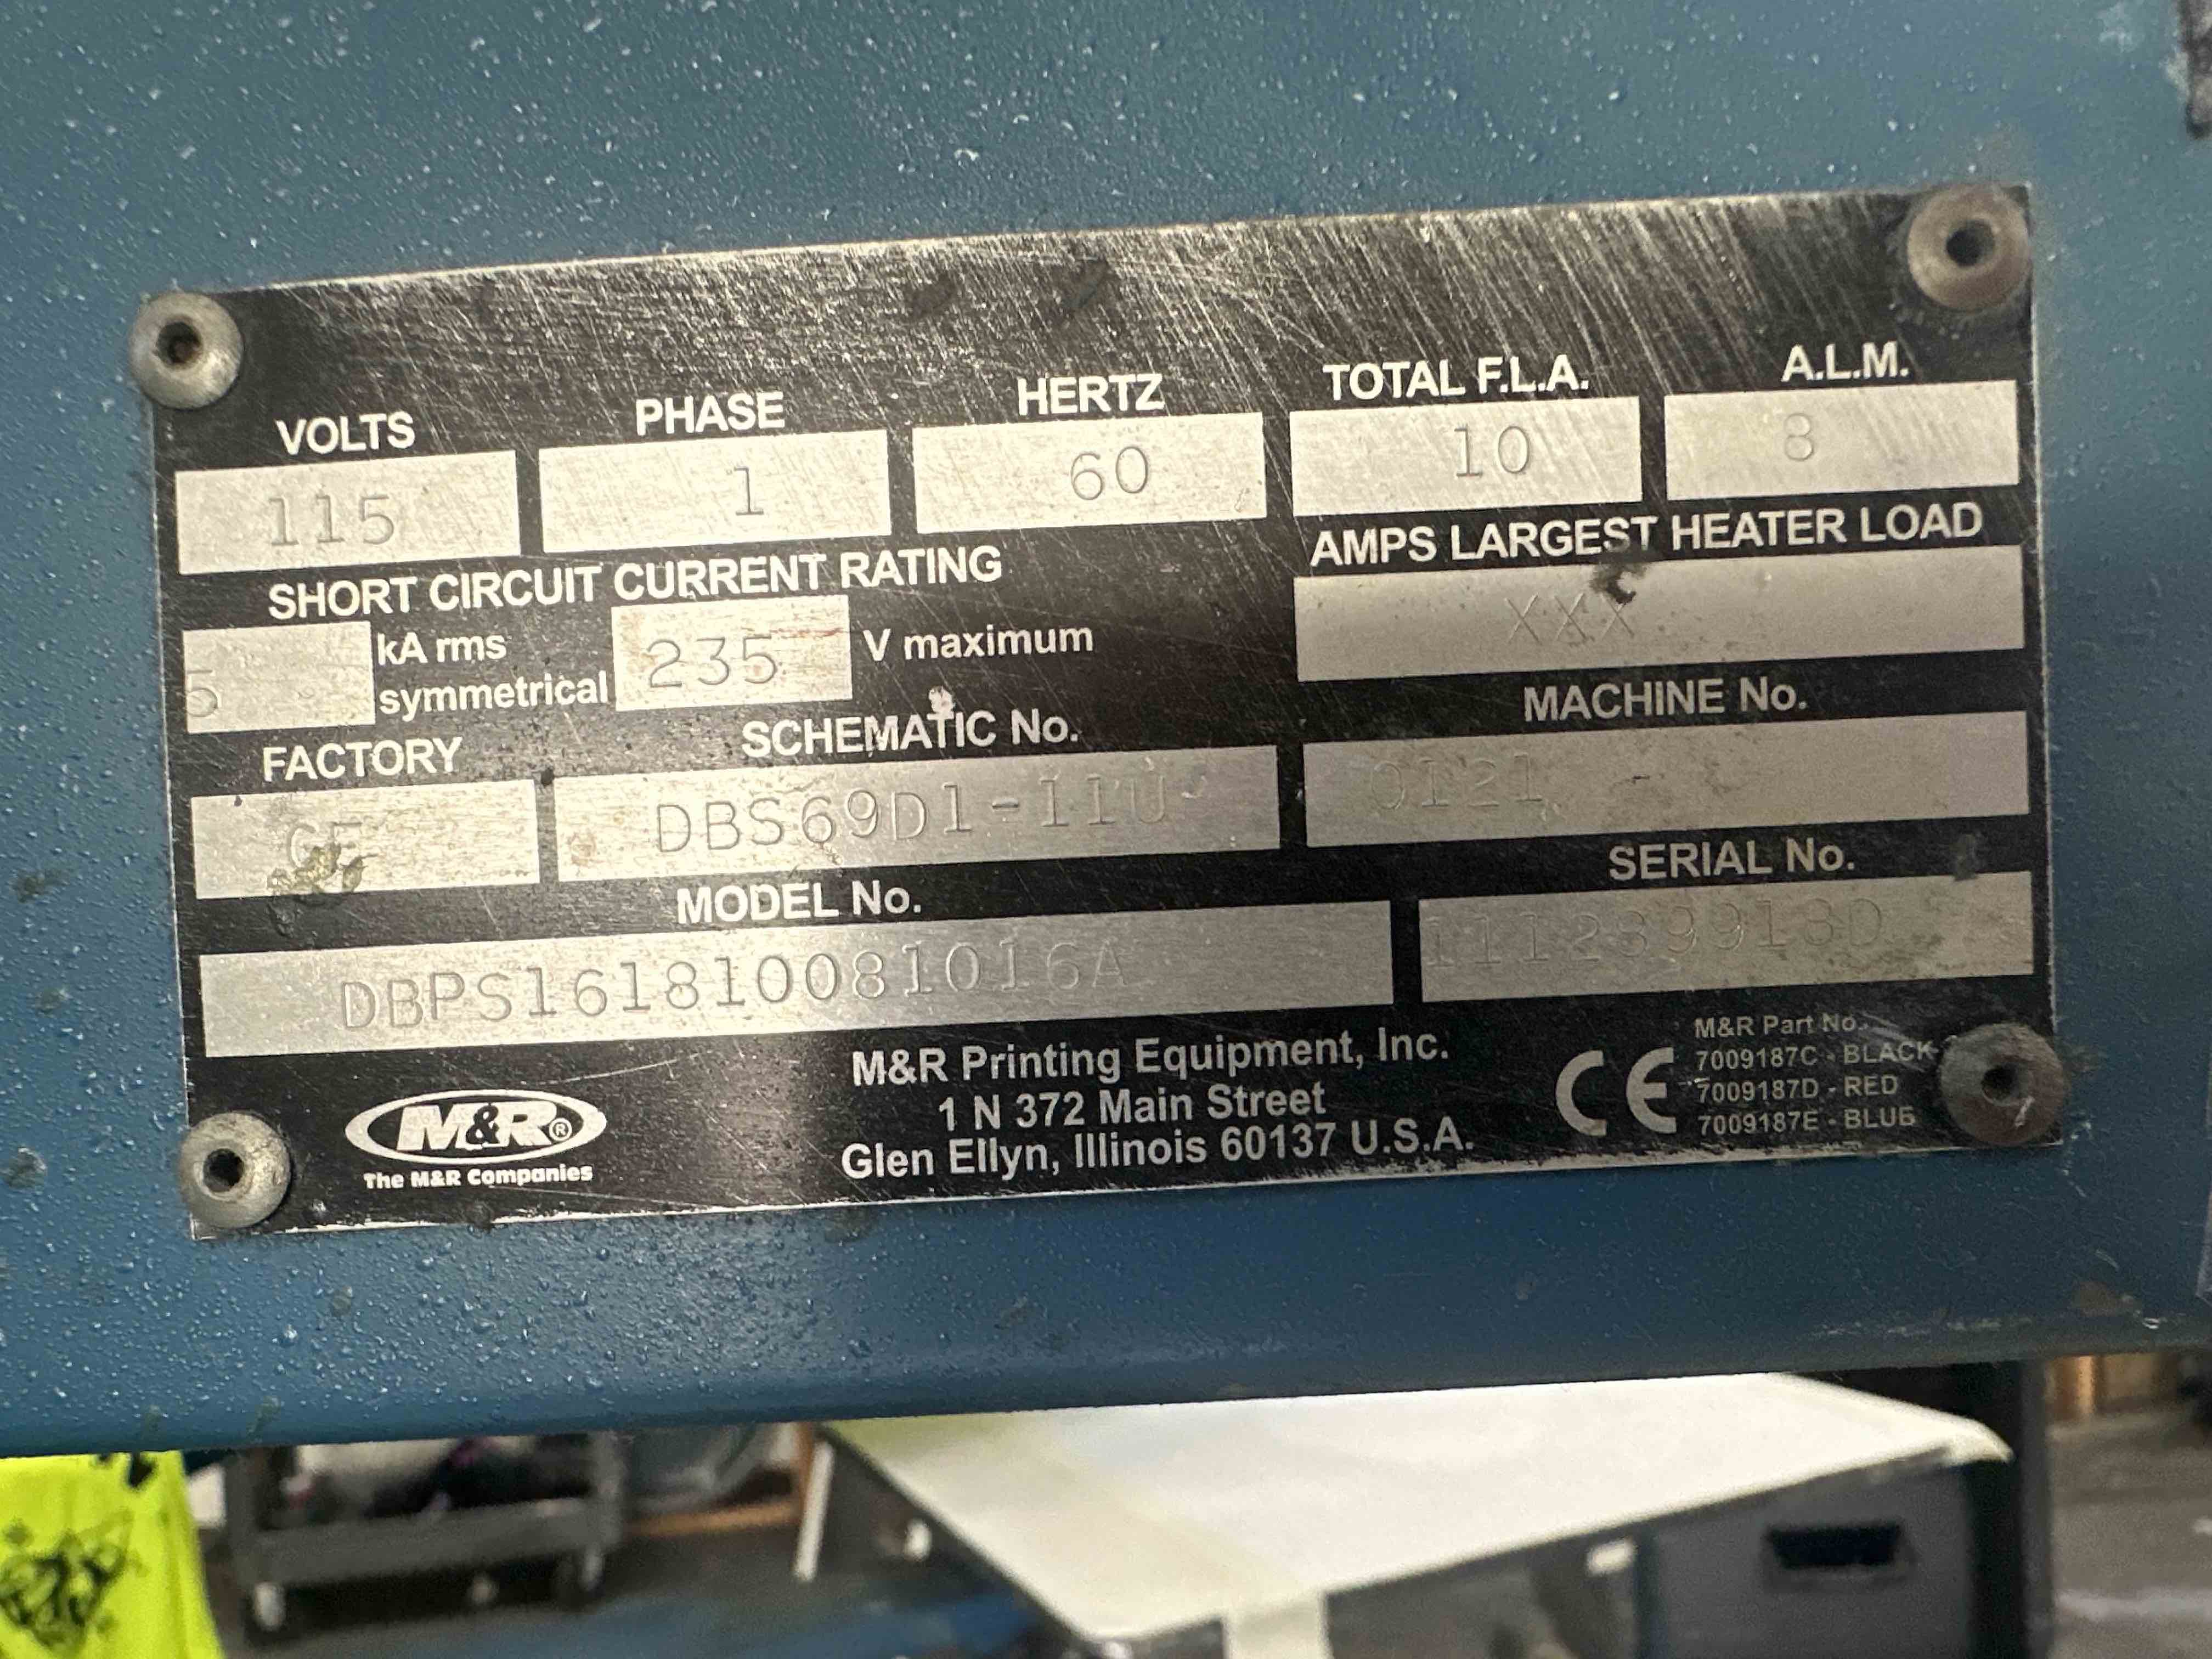 VOLTS PHASE HERTZ TOTAL F.L.A. A.L.M.
115 1 60 10 8
SHORT CIRCUIT CURRENT RATING AMPS LARGEST HEATER LOAD
5 kA rms symmetrical 235 V maximum XXX
FACTORY SCHEMATIC No. MACHINE No.
DBS69D1-11U 0121
MODEL No. SERIAL No.
DBPS161810081016A
M&R®
The M&R Companies
M&R Printing Equipment, Inc.
1 N 372 Main Street
Glen Ellyn, Illinois 60137 U.S.A.
CE
M&R Part No.
7009187C - BLACK
7009187D - RED
7009187E - BLUE